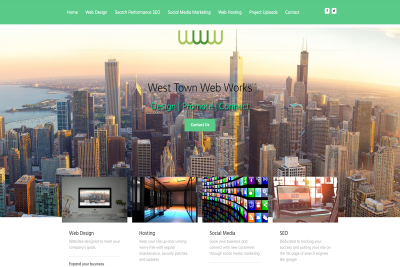 Home Web Design Search Performance SEO Social Media Marketing Web Hosting Project Uploads Contact
West Town Web Works
Design | Promote | Connect
Contact Us
Web Design
Websites designed to meet your
company's goals.
Expand your business
Hosting
Keep your site up and running
worry free with expert
maintenance, security patches,
and updates
Social Media
Grow your business and
connect with new customers
through social media marketing
SEO
Dedicated to hosting you
success and putting your site on
the 1st page of search engines
like google